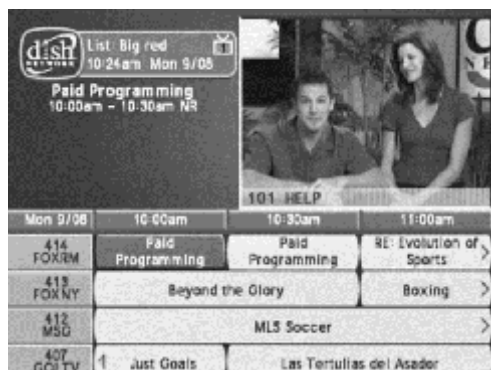 dish
NETWORK
List: Big red
10:24am Mon 9/08
Paid Programming
10:00am - 10:30am NR
101 HELP
Mon 9/08 10:00am 10:30am 11:00am
414 FOXRM Paid Programming Paid Programming RE: Evolution of Sports
413 FOXNY Beyond the Glory Boxing
412 MSG MLS Soccer
407 GOLTV Just Goals Las Tertulias del Asador